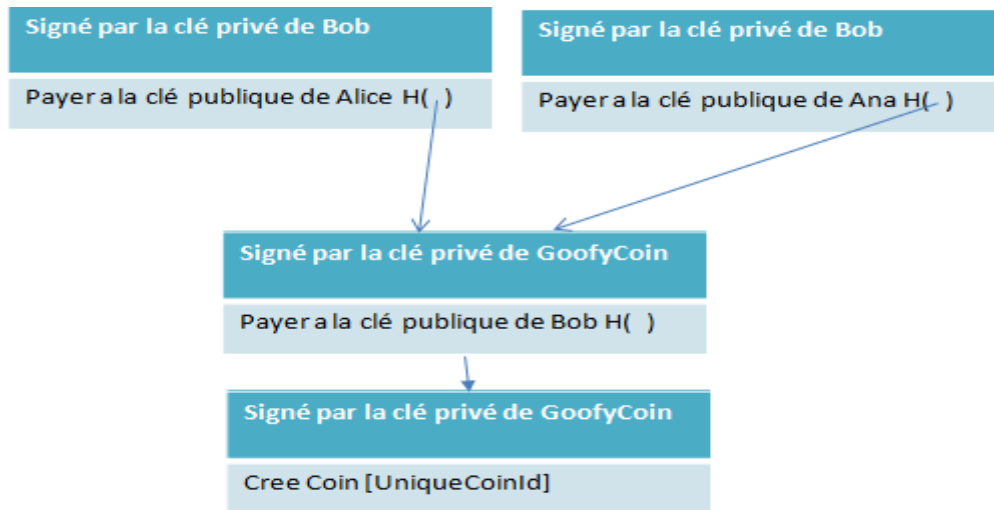 Signé par la clé privé de Bob
Payer a la clé publique de Alice H( )
Signé par la clé privé de Bob
Payer a la clé publique de Ana H( )
Signé par la clé privé de GoofyCoin
Payer a la clé publique de Bob H( )
Signé par la clé privé de GoofyCoin
Cree Coin [UniqueCoinId]